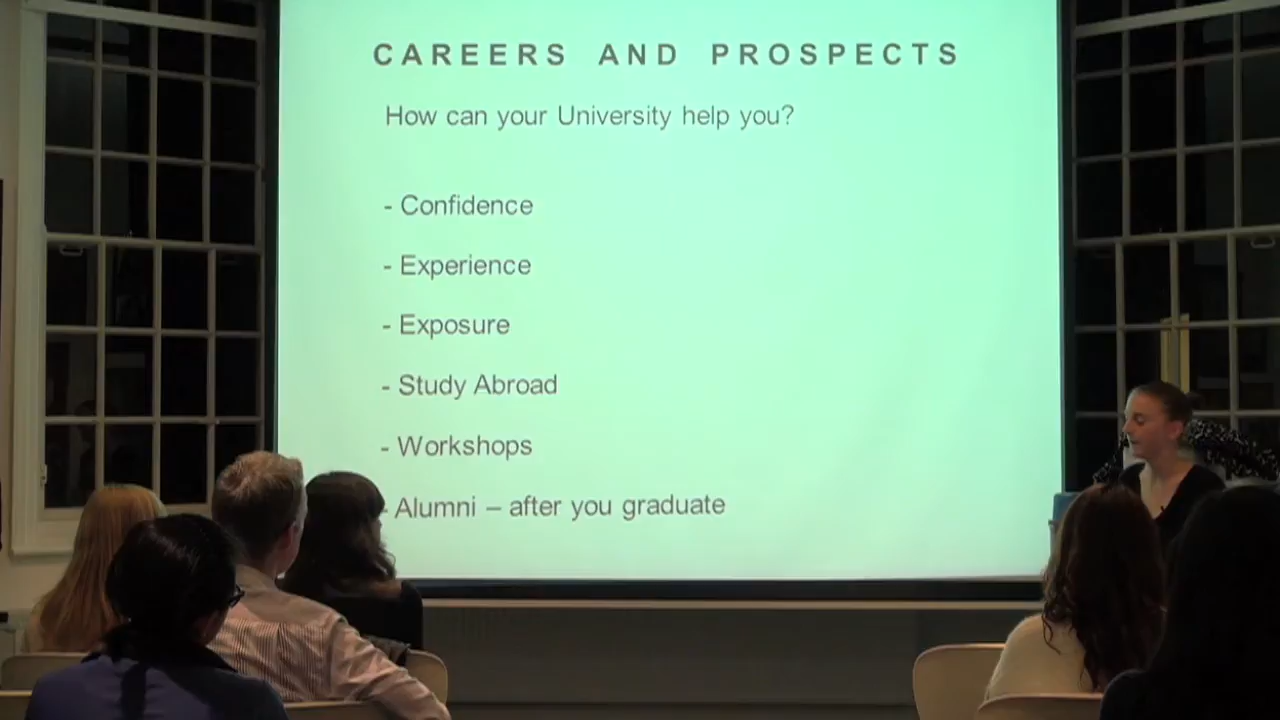 CAREERS AND PROSPECTS
How can your University help you?
- Confidence
- Experience
- Exposure
- Study Abroad
- Workshops
- Alumni – after you graduate